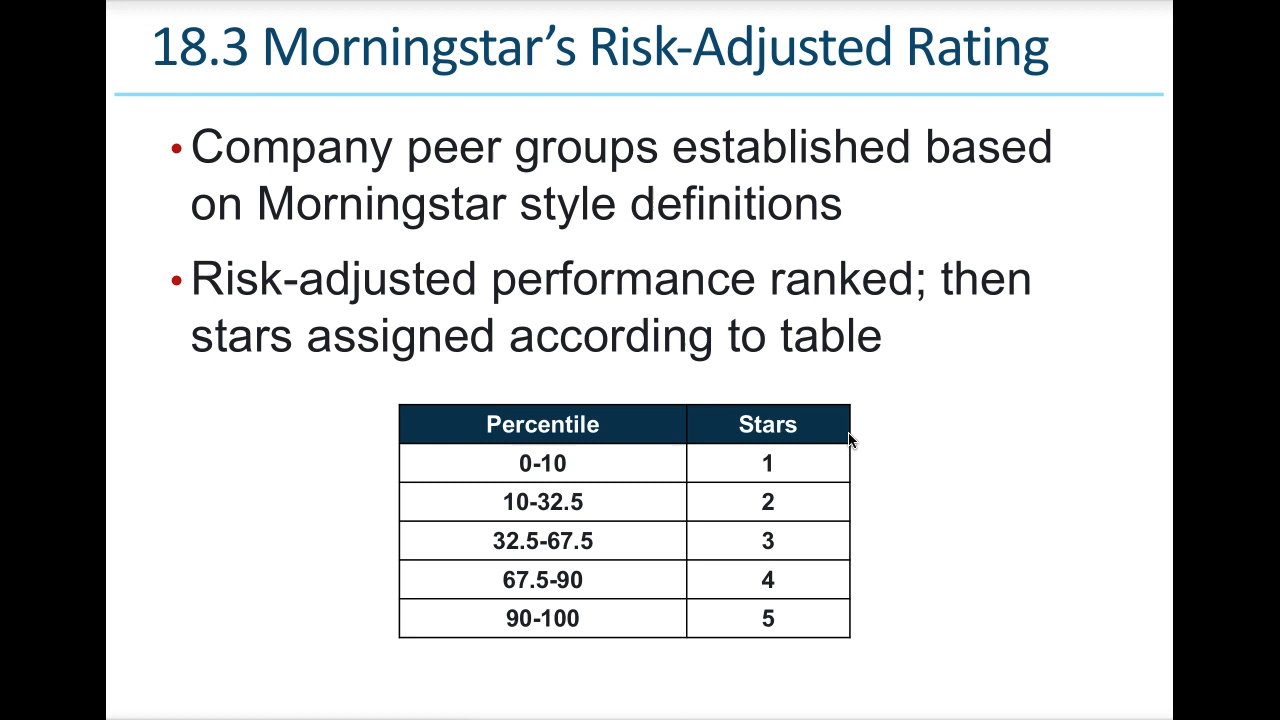 18.3 Morningstar’s Risk-Adjusted Rating
• Company peer groups established based
on Morningstar style definitions
• Risk-adjusted performance ranked; then
stars assigned according to table
Percentile Stars
0-10 1
10-32.5 2
32.5-67.5 3
67.5-90 4
90-100 5